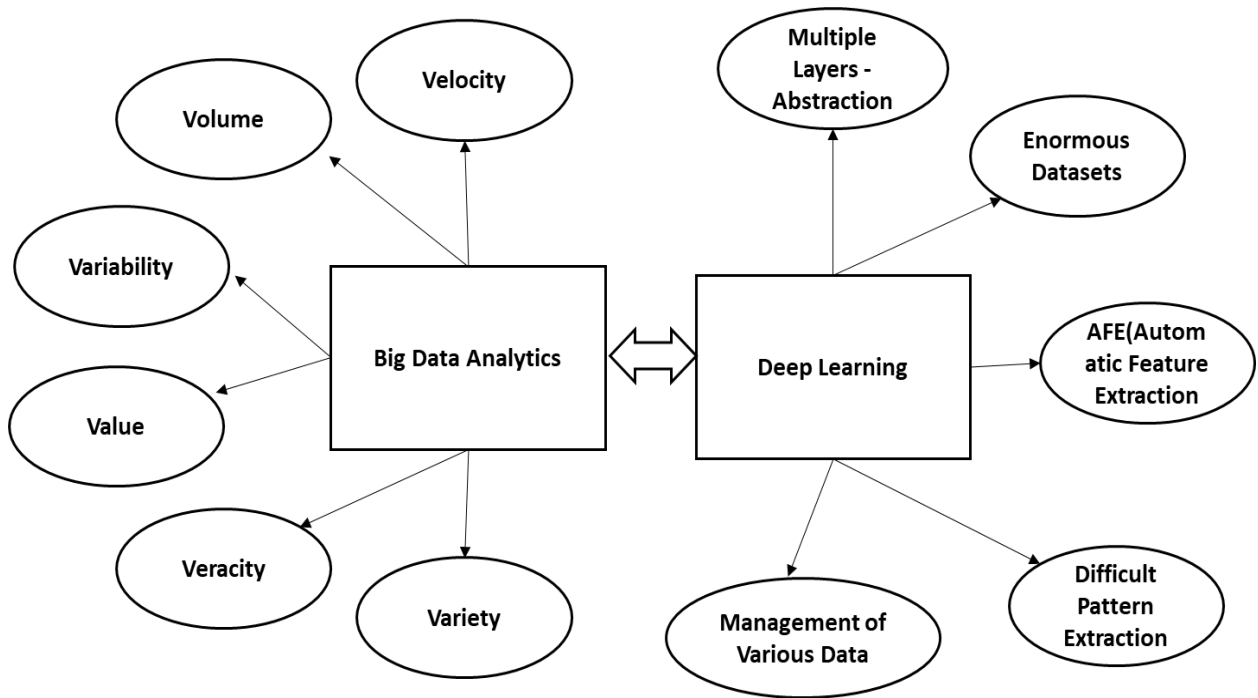 Velocity
Volume
Variability
Value
Veracity
Variety
Big Data Analytics
Deep Learning
Multiple
Layers -
Abstraction
Enormous
Datasets
AFE(Autom
atic Feature
Extraction
Difficult
Pattern
Extraction
Management of
Various Data